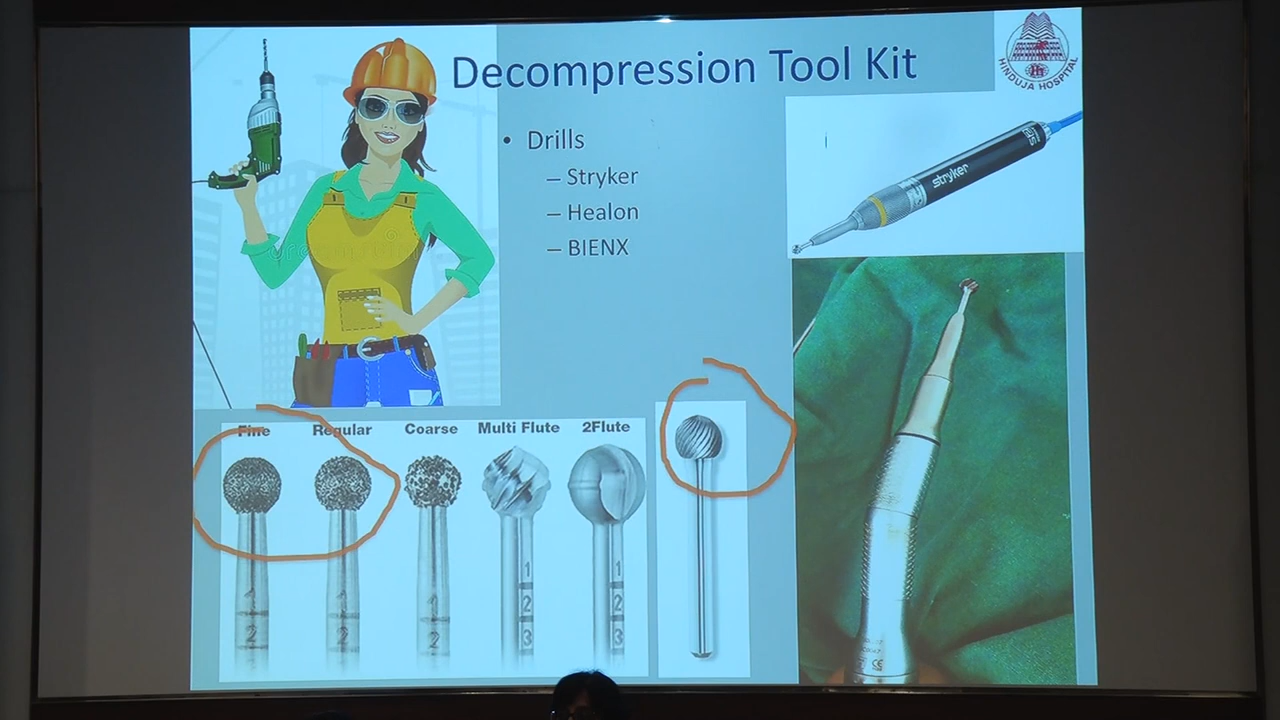 Decompression Tool Kit
HINDUJA HOSPITAL
• Drills
– Stryker
– Healon
– BIENX
stryker
Fine
Regular
Coarse
Multi Flute
2Flute
1
2
1
2
1
2
1
2
3
1
2
3